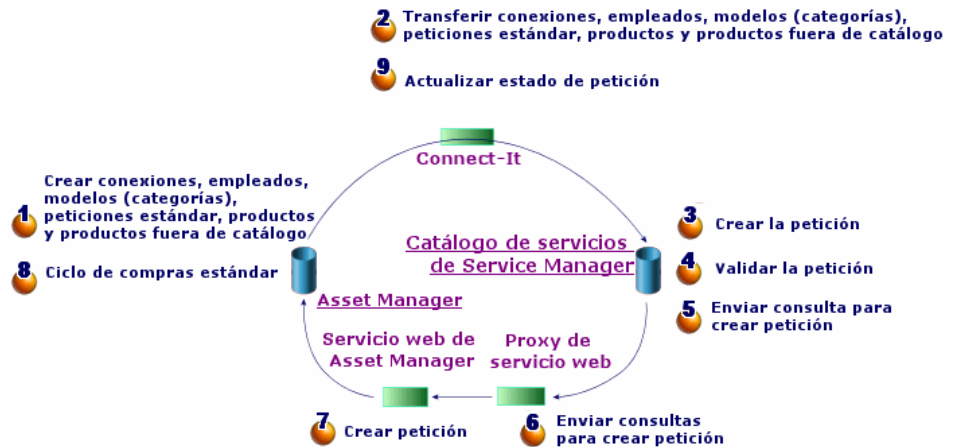 2 Transferir conexiones, empleados, modelos (categorías),
peticiones estándar, productos y productos fuera de catálogo
9 Actualizar estado de petición
Connect-It
1 Crear conexiones, empleados,
modelos (categorías),
peticiones estándar, productos
y productos fuera de catálogo
8 Ciclo de compras estándar
Asset Manager
Catálogo de servicios
de Service Manager
3 Crear la petición
4 Validar la petición
5 Enviar consulta para
crear petición
Servicio web de
Asset Manager
Proxy de
servicio web
7 Crear petición
6 Enviar consultas
para crear petición